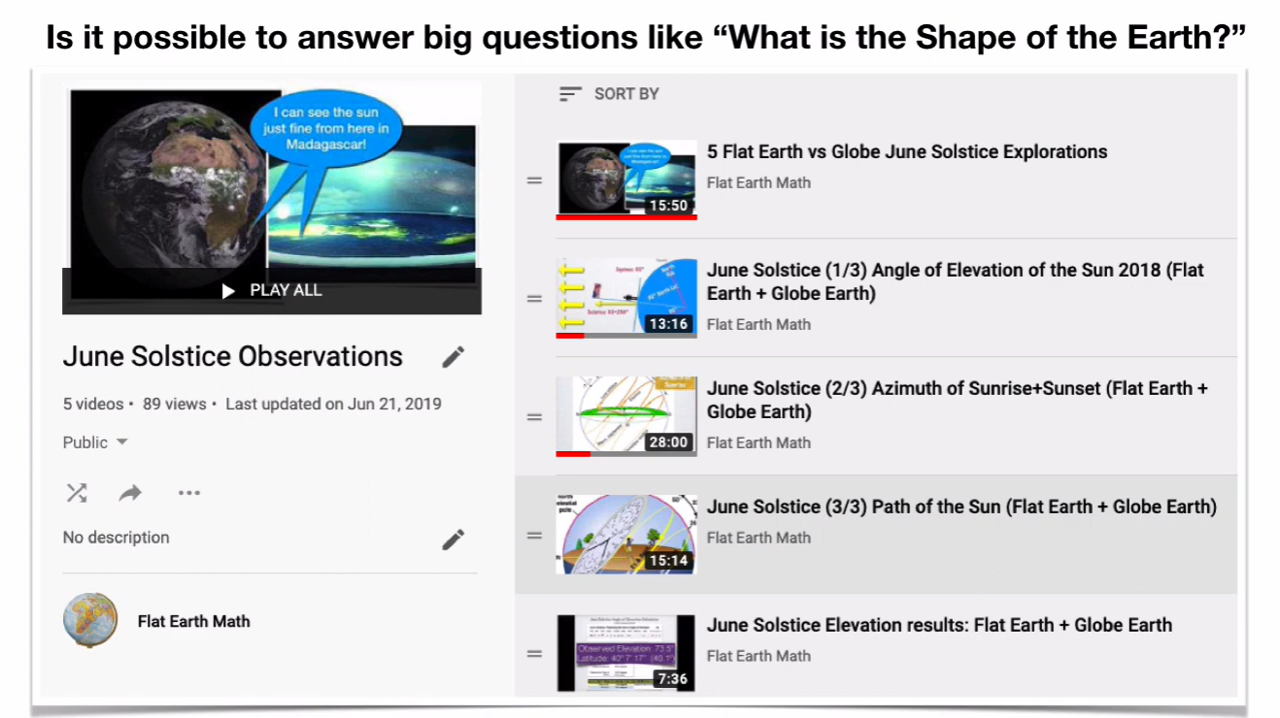 Is it possible to answer big questions like “What is the Shape of the Earth?”
I can see the sun
just fine from here in
Madagascar!
PLAY ALL
June Solstice Observations
5 videos • 89 views • Last updated on Jun 21, 2019
Public
No description
Flat Earth Math
SORT BY
15:50
5 Flat Earth vs Globe June Solstice Explorations
Flat Earth Math
13:16
June Solstice (1/3) Angle of Elevation of the Sun 2018 (Flat
Earth + Globe Earth)
Flat Earth Math
Sunrise
28:00
June Solstice (2/3) Azimuth of Sunrise+Sunset (Flat Earth +
Globe Earth)
Flat Earth Math
north
celestial
pole
15:14
June Solstice (3/3) Path of the Sun (Flat Earth + Globe Earth)
Flat Earth Math
Observed Elevation: 73.5°
Latitude: 40° 7' 17" (40.1°)
7:36
June Solstice Elevation results: Flat Earth + Globe Earth
Flat Earth Math